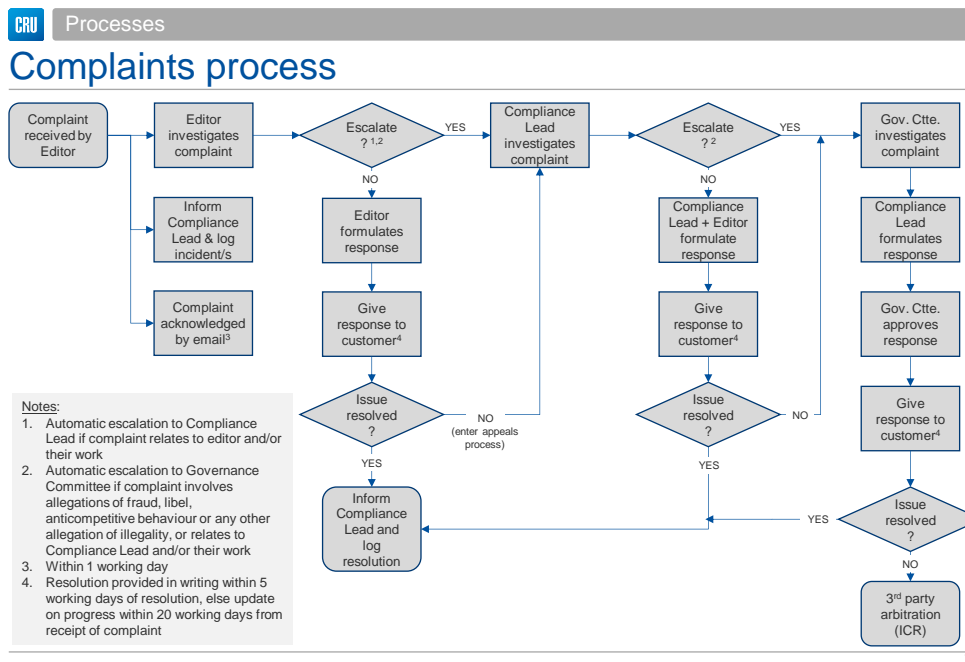 CRU
Processes
Complaints process
Complaint
received by
Editor
Editor
investigates
complaint
Escalate
? 1,2
YES
Compliance
Lead
investigates
complaint
Escalate
? 2
YES
Gov. Ctte.
investigates
complaint
NO
NO
Inform
Compliance
Lead & log
incident/s
Editor
formulates
response
Compliance
Lead + Editor
formulate
response
Compliance
Lead
formulates
response
Complaint
acknowledged
by email3
Give
response to
customer4
Give
response to
customer4
Gov. Ctte.
approves
response
Issue
resolved
?
NO
(enter appeals
process)
Issue
resolved
?
NO
Give
response to
customer4
YES
YES
Inform
Compliance
Lead and
log
resolution
YES
Issue
resolved
?
NO
3rd party
arbitration
(ICR)
Notes:
1. Automatic escalation to Compliance
Lead if complaint relates to editor and/or
their work
2. Automatic escalation to Governance
Committee if complaint involves
allegations of fraud, libel,
anticompetitive behaviour or any other
allegation of illegality, or relates to
Compliance Lead and/or their work
3. Within 1 working day
4. Resolution provided in writing within 5
working days of resolution, else update
on progress within 20 working days from
receipt of complaint